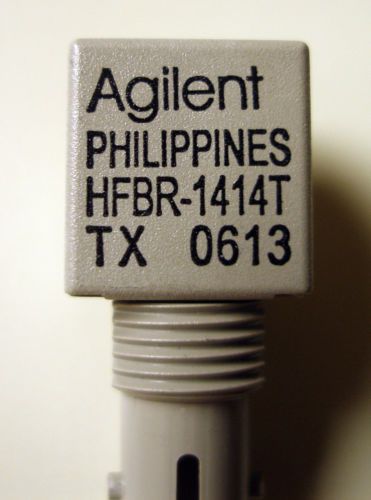 Agilent
PHILIPPINES
HFBR-1414T
TX 0613